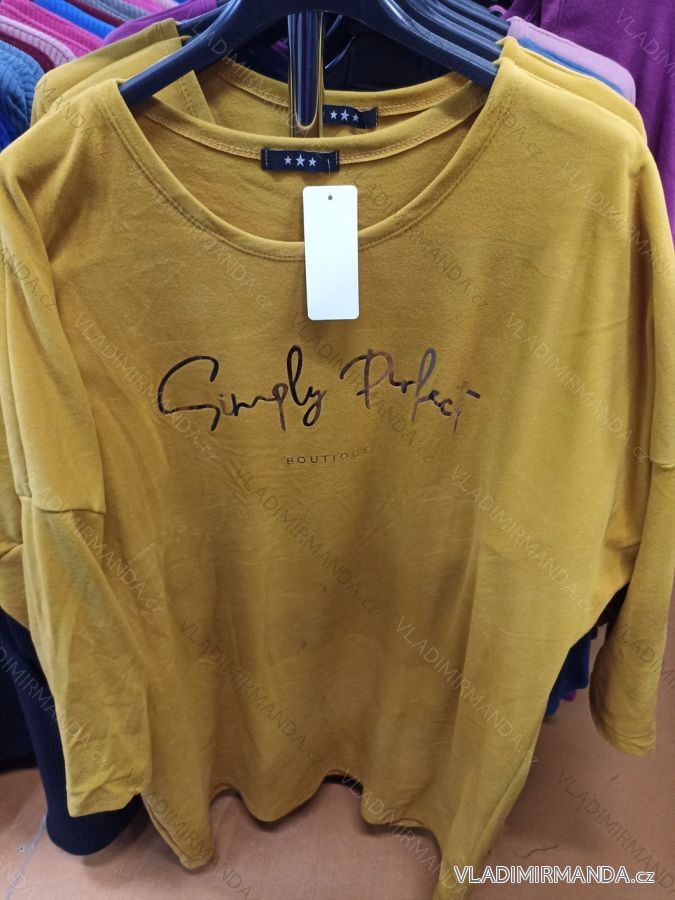 ★★★
★★★
Simply Perfect
BOUTIQUE
VLADIMIRMANDA.cz